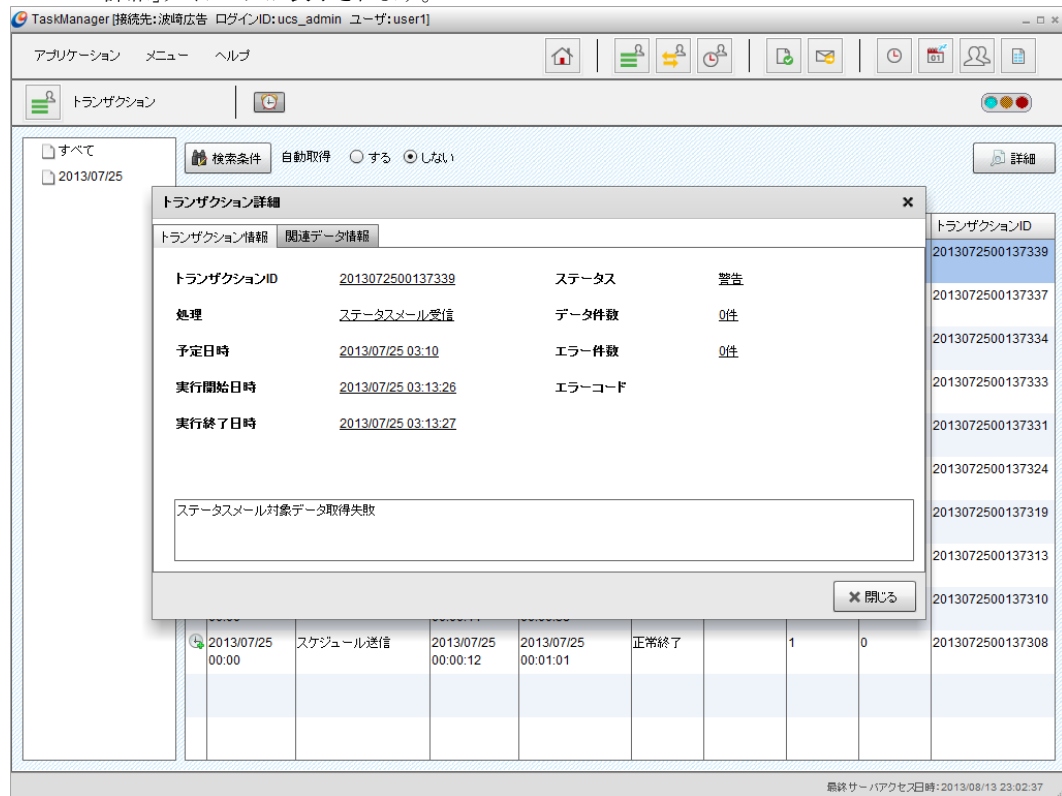 TaskManager [接続先:波崎広告 ログインID:ucs_admin ユーザ:user1]
アプリケーション メニュー ヘルプ
01
トランザクション
すべて
2013/07/25
検索条件 自動取得 する しない 詳細
トランザクションID
2013072500137339
2013072500137337
2013072500137334
2013072500137333
2013072500137331
2013072500137324
2013072500137319
2013072500137313
2013072500137310
トランザクション詳細
トランザクション情報 関連データ情報
トランザクションID 2013072500137339 ステータス 警告
処理 ステータスメール受信 データ件数 0件
予定日時 2013/07/25 03:10 エラー件数 0件
実行開始日時 2013/07/25 03:13:26 エラーコード
実行終了日時 2013/07/25 03:13:27
ステータスメール対象データ取得失敗
閉じる
2013/07/25 スケジュール送信 2013/07/25 2013/07/25 正常終了 1 0 2013072500137308
00:00 00:00:12 00:01:01
最終サーバアクセス日時:2013/08/13 23:02:37